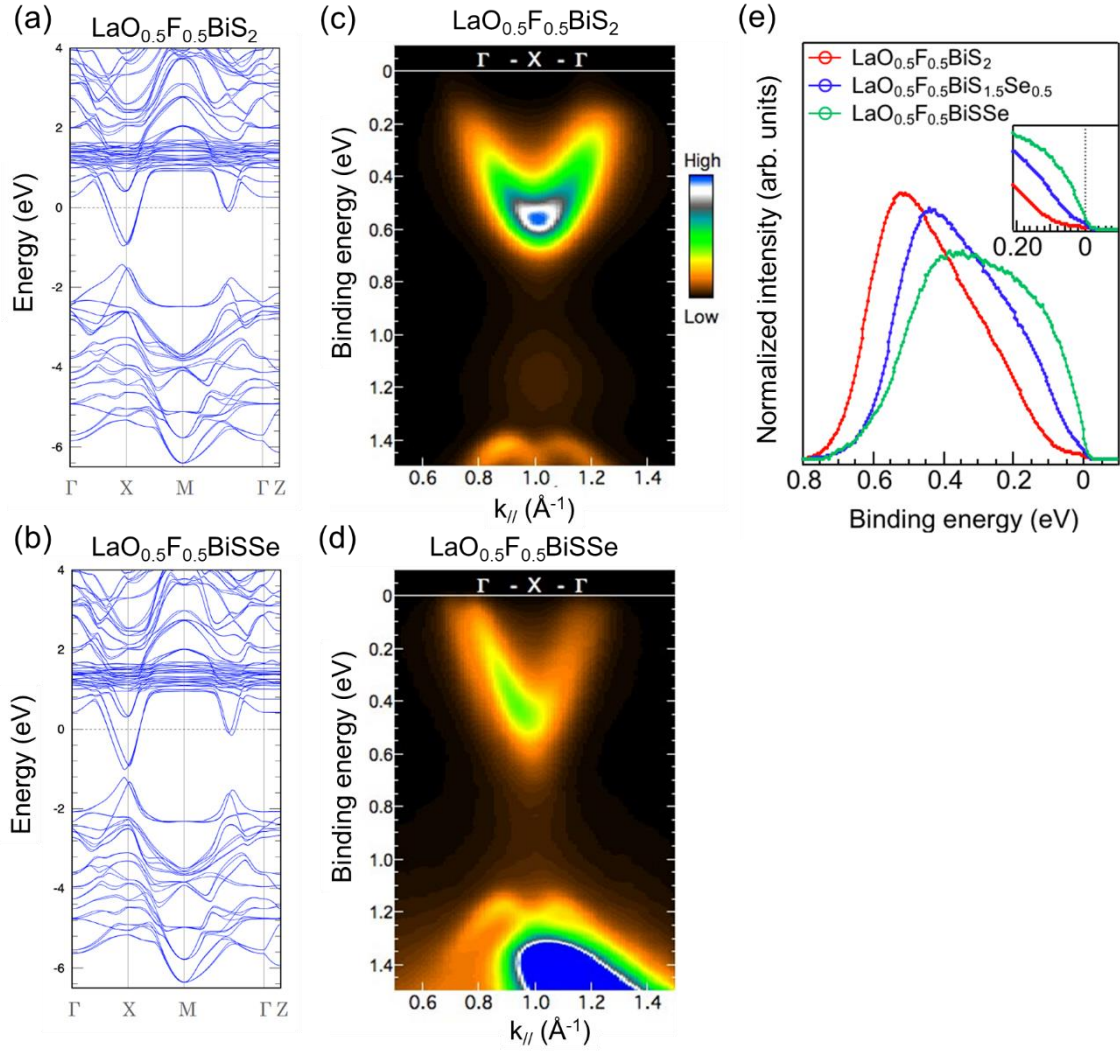 (a)
LaO0.5F0.5BiS2
Energy (eV)
4
2
0
-2
-4
-6
Γ X M Γ Z
(c)
LaO0.5F0.5BiS2
Γ - X - Γ
Binding energy (eV)
0
0.2
0.4
0.6
0.8
1.0
1.2
1.4
0.6 0.8 1.0 1.2 1.4
k// (Å-1)
High
Low
(e)
LaO0.5F0.5BiS2
LaO0.5F0.5BiS1.5Se0.5
LaO0.5F0.5BiSSe
Normalized intensity (arb. units)
0.20 0
0.8 0.6 0.4 0.2 0
Binding energy (eV)
(b)
LaO0.5F0.5BiSSe
Energy (eV)
4
2
0
-2
-4
-6
Γ X M Γ Z
(d)
LaO0.5F0.5BiSSe
Γ - X - Γ
Binding energy (eV)
0
0.2
0.4
0.6
0.8
1.0
1.2
1.4
0.6 0.8 1.0 1.2 1.4
k// (Å-1)